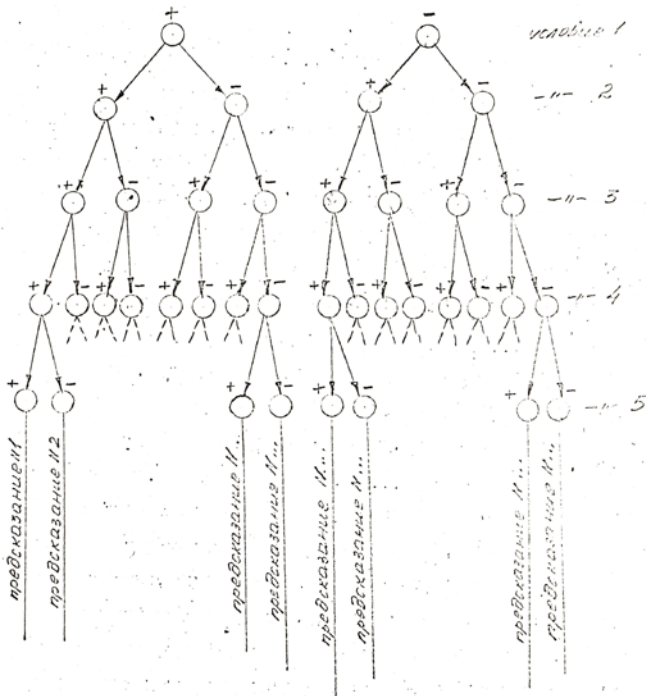 + - условие 1
+ - + - -"- 2
+ - + - + - + - -"- 3
+ - + - + - + - + - + - + - + - -"- 4
+ - + - + - + - -"- 5
предсказание N1
предсказание N2
предсказание N...
предсказание N...
предсказание N...
предсказание N...
предсказание N...
предсказание N...